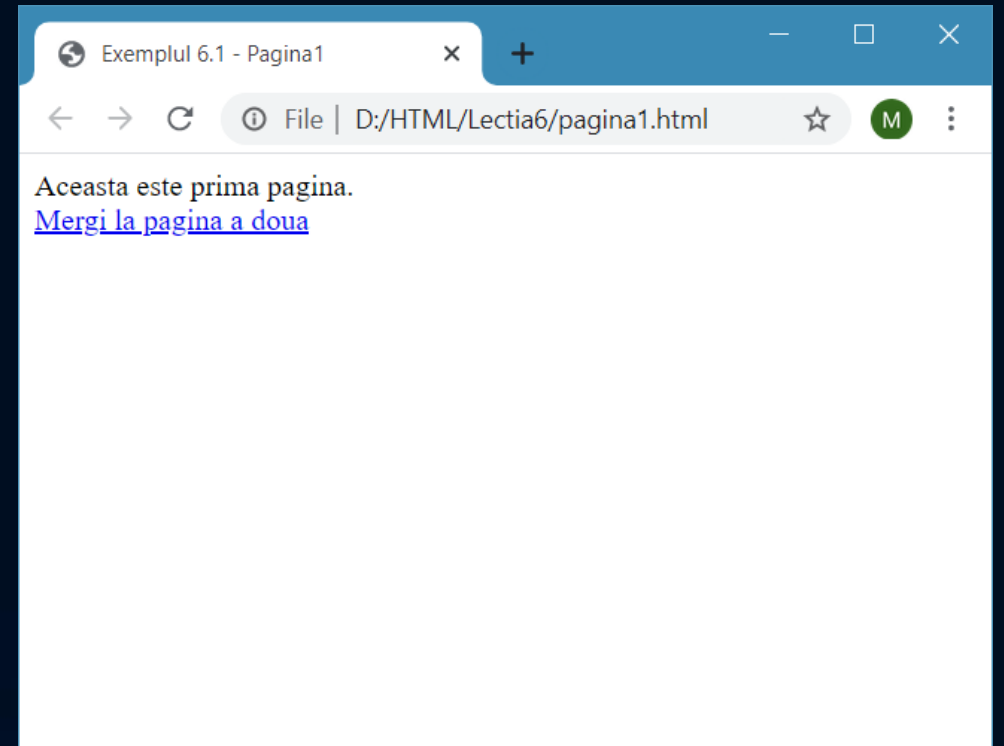 Exemplul 6.1 - Pagina1
File | D:/HTML/Lectia6/pagina1.html
M
Aceasta este prima pagina.
Mergi la pagina a doua